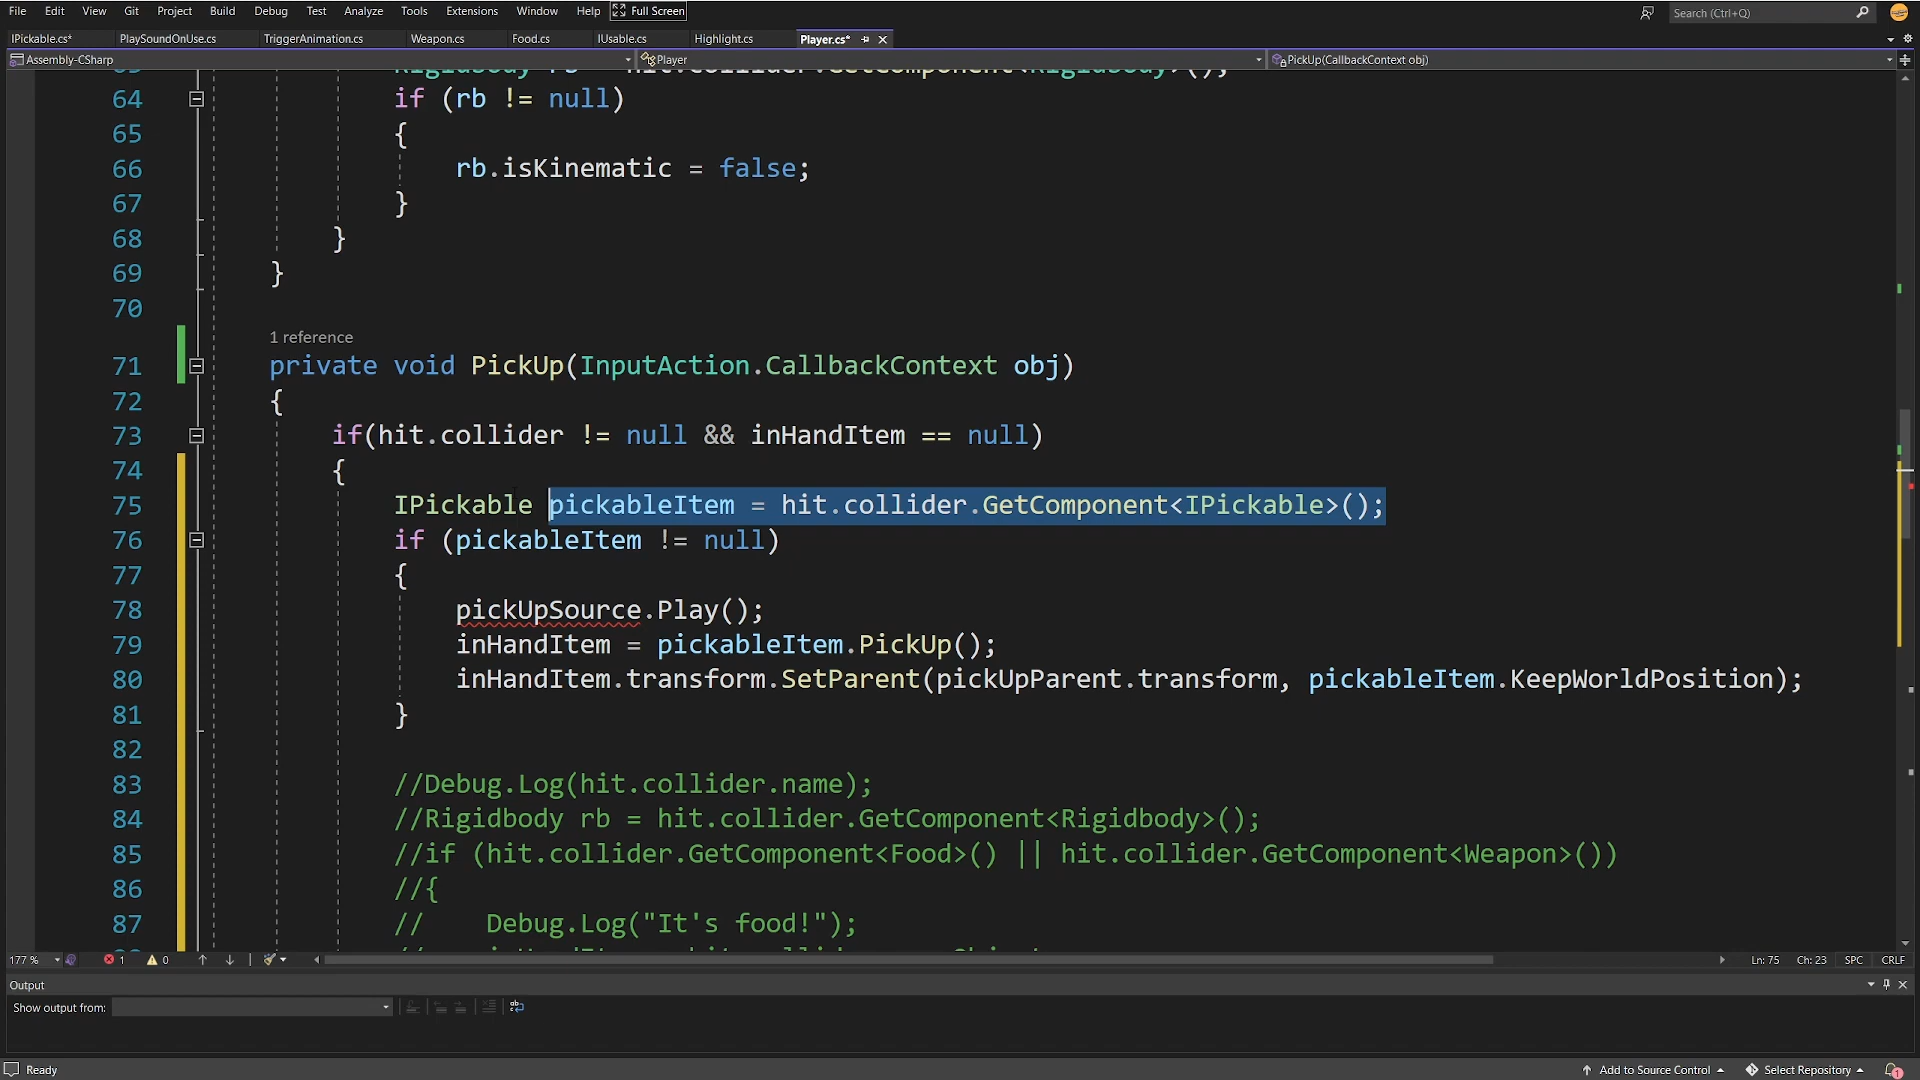 File Edit View Git Project Build Debug Test Analyze Tools Extensions Window Help Full Screen Search (Ctrl+Q)
IPickable.cs* PlaySoundOnUse.cs TriggerAnimation.cs Weapon.cs Food.cs IUsable.cs Highlight.cs Player.cs*
Assembly-CSharp Player PickUp(CallbackContext obj)
Rigidbody rb = hit.collider.GetComponent<Rigidbody>();
64 if (rb != null)
65 {
66 rb.isKinematic = false;
67 }
68 }
69 }
70
1 reference
71 private void PickUp(InputAction.CallbackContext obj)
72 {
73 if(hit.collider != null && inHandItem == null)
74 {
75 IPickable pickableItem = hit.collider.GetComponent<IPickable>();
76 if (pickableItem != null)
77 {
78 pickUpSource.Play();
79 inHandItem = pickableItem.PickUp();
80 inHandItem.transform.SetParent(pickUpParent.transform, pickableItem.KeepWorldPosition);
81 }
82
83 //Debug.Log(hit.collider.name);
84 //Rigidbody rb = hit.collider.GetComponent<Rigidbody>();
85 //if (hit.collider.GetComponent<Food>() || hit.collider.GetComponent<Weapon>())
86 //{
87 // Debug.Log("It's food!");
177 % 1 0 Ln: 75 Ch: 23 SPC CRLF
Output
Show output from:
Ready Add to Source Control Select Repository 1